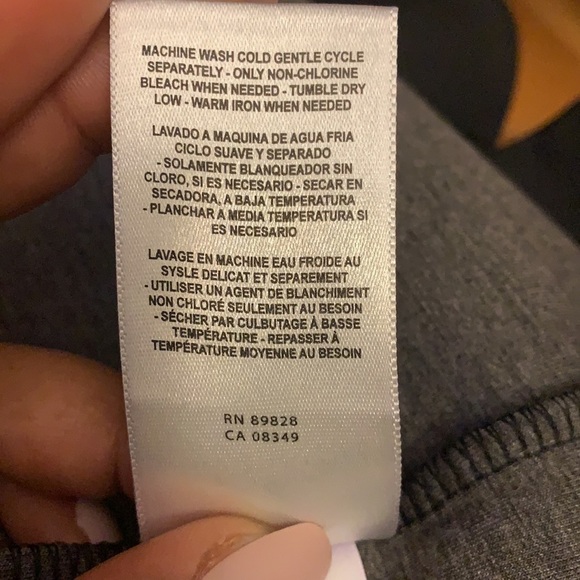 MACHINE WASH COLD GENTLE CYCLE
SEPARATELY - ONLY NON-CHLORINE
BLEACH WHEN NEEDED - TUMBLE DRY
LOW - WARM IRON WHEN NEEDED
LAVADO A MAQUINA DE AGUA FRIA
CICLO SUAVE Y SEPARADO
- SOLAMENTE BLANQUEADOR SIN
CLORO, SI ES NECESARIO - SECAR EN
SECADORA, A BAJA TEMPERATURA
- PLANCHAR A MEDIA TEMPERATURA SI
ES NECESARIO
LAVAGE EN MACHINE EAU FROIDE AU
SYSLE DELICAT ET SEPAREMENT
- UTILISER UN AGENT DE BLANCHIMENT
NON CHLORÉ SEULEMENT AU BESOIN
- SÉCHER PAR CULBUTAGE À BASSE
TEMPÉRATURE - REPASSER À
TEMPÉRATURE MOYENNE AU BESOIN
RN 89828
CA 08349